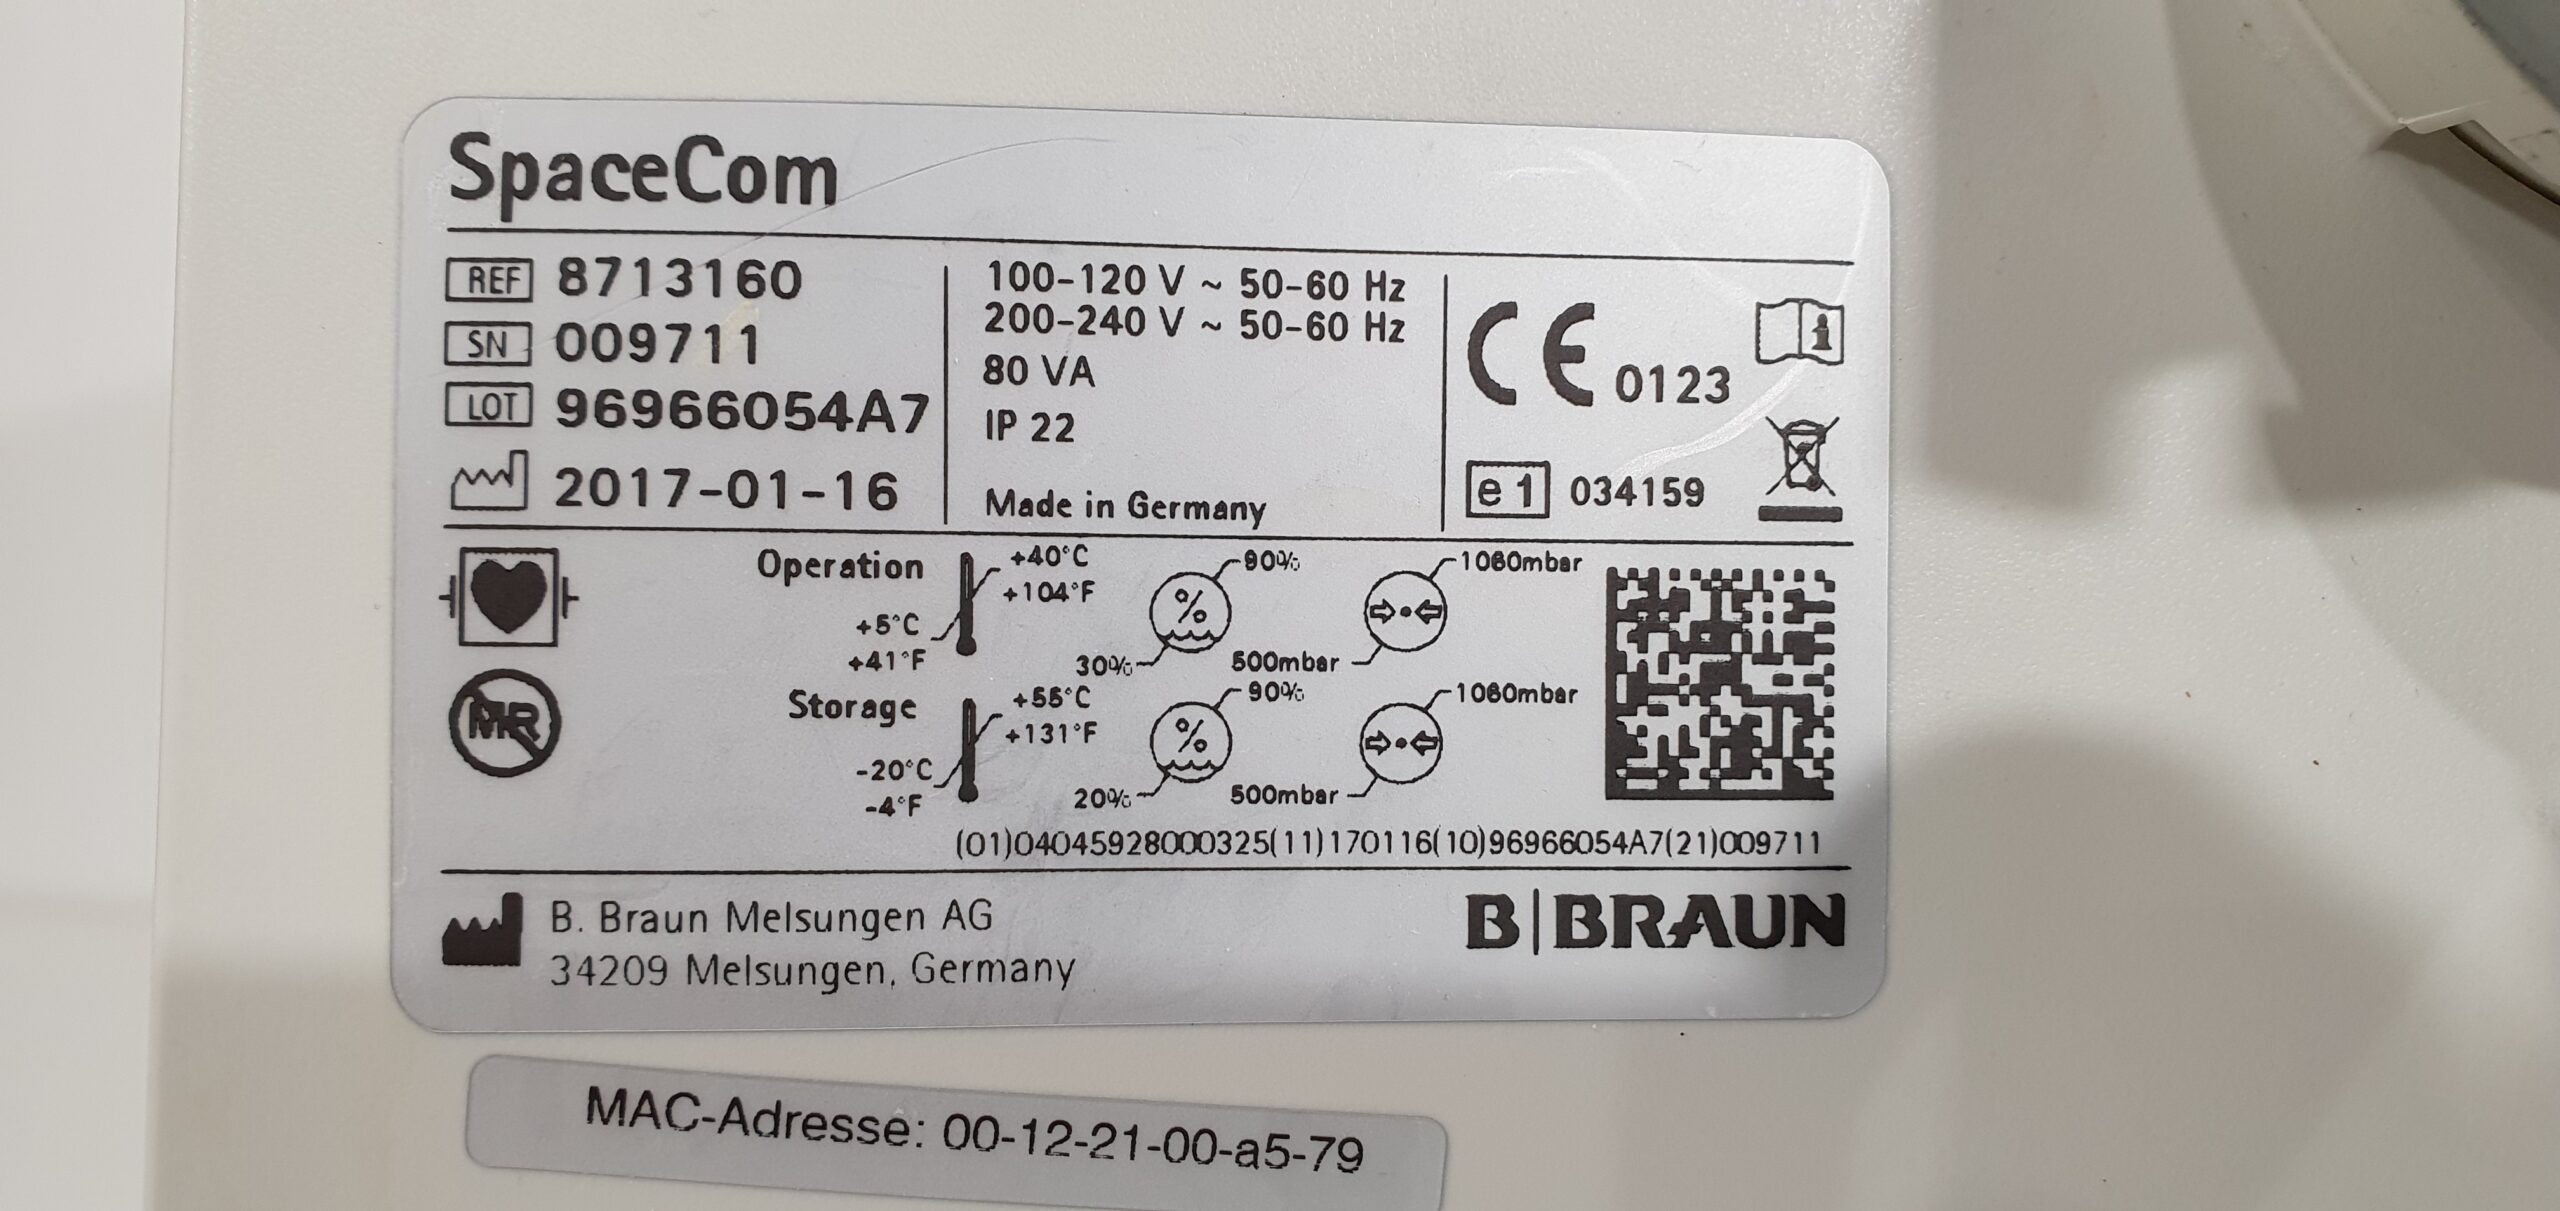 SpaceCom
REF 8713160
SN 009711
LOT 96966054A7
2017-01-16
100-120 V ~ 50-60 Hz
200-240 V ~ 50-60 Hz
80 VA
IP 22
Made in Germany
CE 0123
i
e1 034159
MR
Operation
+40°C
+104°F
+5°C
+41°F
90%
%
30%
1060mbar
500mbar
Storage
+55°C
+131°F
-20°C
-4°F
90%
%
20%
1060mbar
500mbar
(01)04045928000325(11)170116(10)96966054A7(21)009711
B. Braun Melsungen AG
34209 Melsungen, Germany
B|BRAUN
MAC-Adresse: 00-12-21-00-a5-79